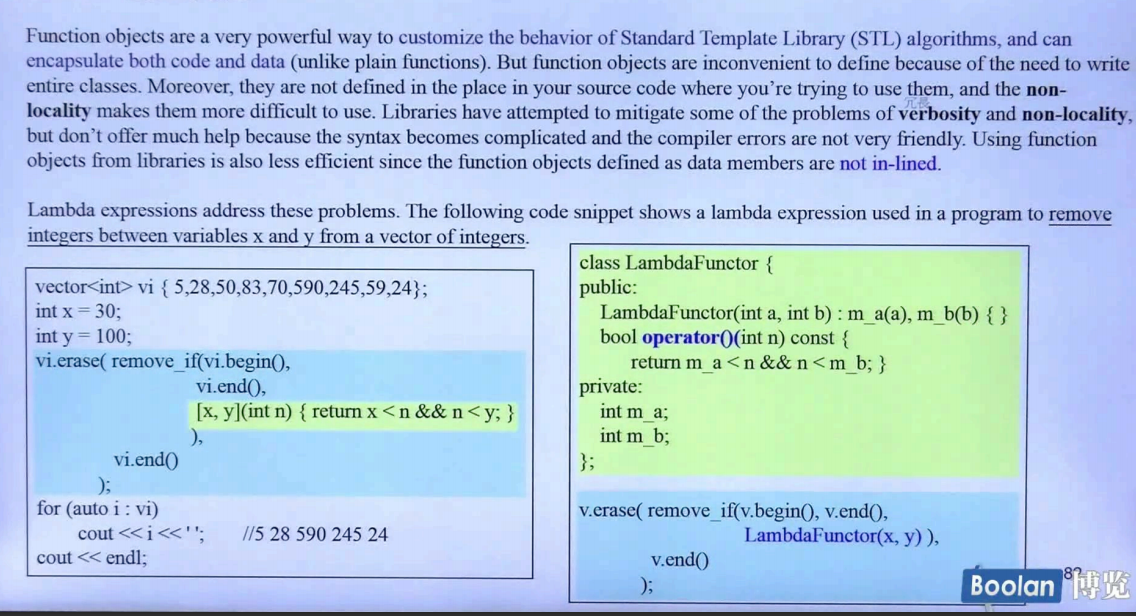 Function objects are a very powerful way to customize the behavior of Standard Template Library (STL) algorithms, and can
encapsulate both code and data (unlike plain functions). But function objects are inconvenient to define because of the need to write
entire classes. Moreover, they are not defined in the place in your source code where you're trying to use them, and the non-
冗長
locality makes them more difficult to use. Libraries have attempted to mitigate some of the problems of verbosity and non-locality,
but don't offer much help because the syntax becomes complicated and the compiler errors are not very friendly. Using function
objects from libraries is also less efficient since the function objects defined as data members are not in-lined.
Lambda expressions address these problems. The following code snippet shows a lambda expression used in a program to remove
integers between variables x and y from a vector of integers.
vector<int> vi { 5,28,50,83,70,590,245,59,24};
int x = 30;
int y = 100;
vi.erase( remove_if(vi.begin(),
vi.end(),
[x, y](int n) { return x < n && n < y; }
),
vi.end()
);
for (auto i : vi)
cout << i << ' '; //5 28 590 245 24
cout << endl;
class LambdaFunctor {
public:
LambdaFunctor(int a, int b) : m_a(a), m_b(b) { }
bool operator()(int n) const {
return m_a < n && n < m_b; }
private:
int m_a;
int m_b;
};
v.erase( remove_if(v.begin(), v.end(),
LambdaFunctor(x, y) ),
v.end()
);
Boolan 博览